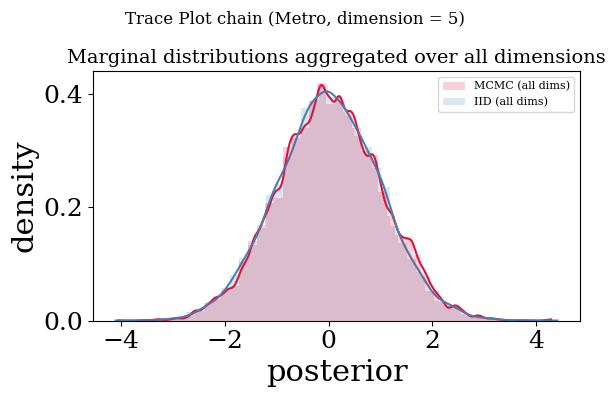 Trace Plot chain (Metro, dimension = 5)
Marginal distributions aggregated over all dimensions
MCMC (all dims)
IID (all dims)
density
0.4
0.2
0.0
−4 −2 0 2 4
posterior